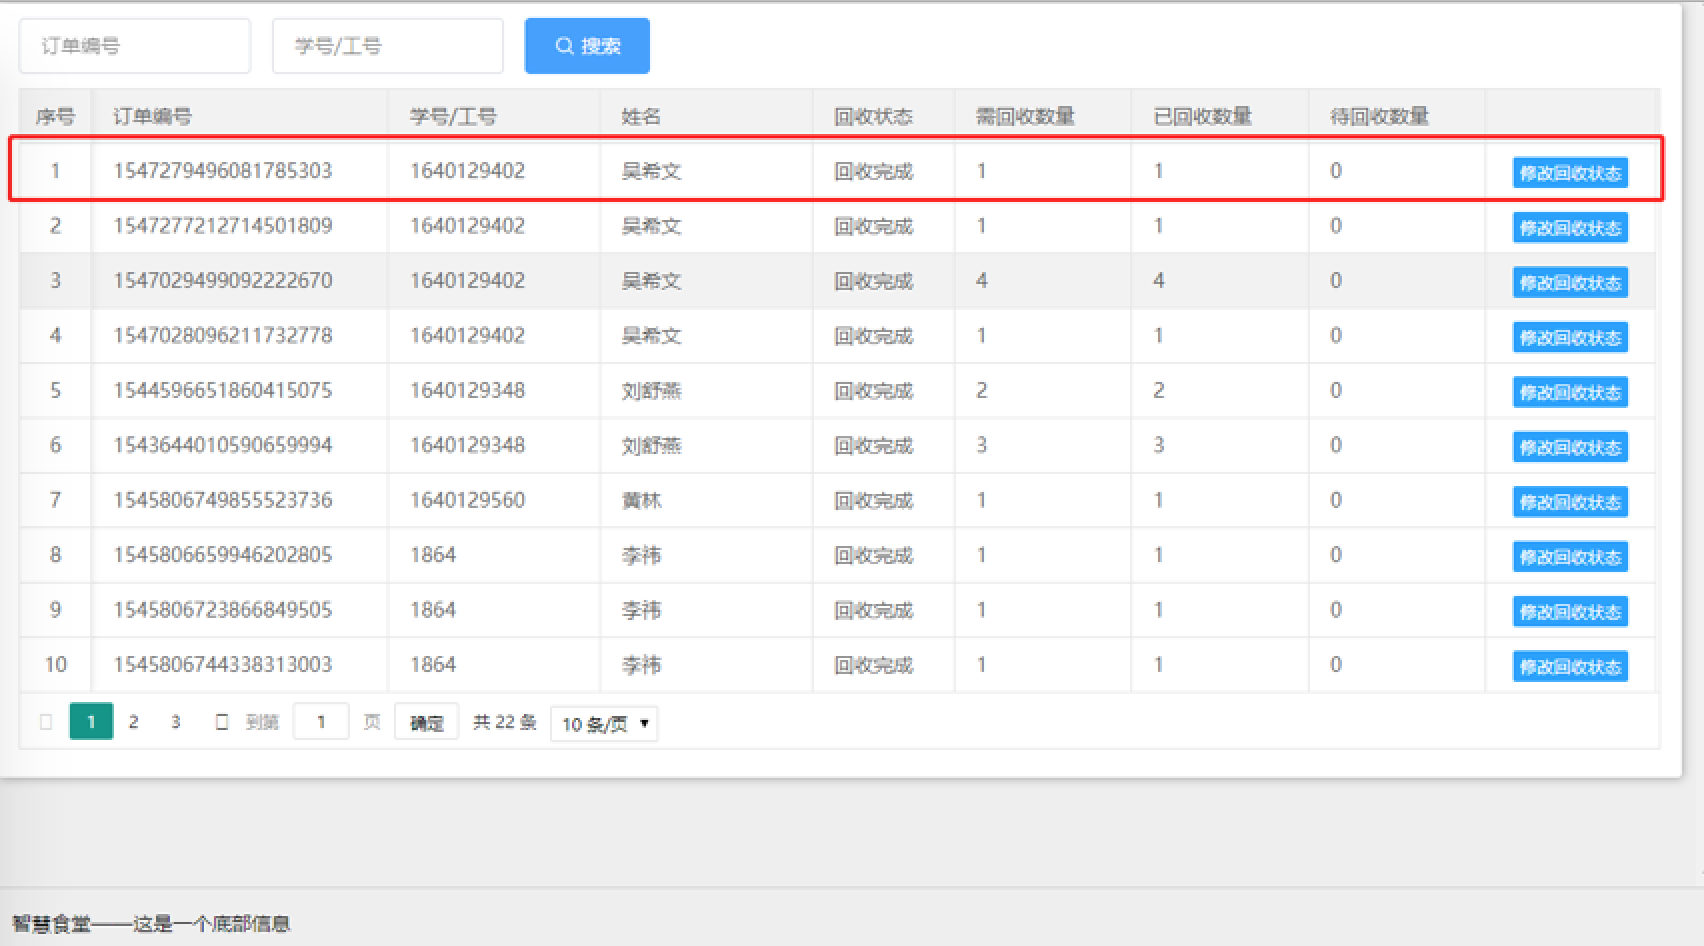 订单编号 学号/工号 搜索
序号 订单编号 学号/工号 姓名 回收状态 需回收数量 已回收数量 待回收数量
1 1547279496081785303 1640129402 吴希文 回收完成 1 1 0 修改回收状态
2 1547277212714501809 1640129402 吴希文 回收完成 1 1 0 修改回收状态
3 1547029499092222670 1640129402 吴希文 回收完成 4 4 0 修改回收状态
4 1547028096211732778 1640129402 吴希文 回收完成 1 1 0 修改回收状态
5 1544596651860415075 1640129348 刘舒燕 回收完成 2 2 0 修改回收状态
6 1543644010590659994 1640129348 刘舒燕 回收完成 3 3 0 修改回收状态
7 1545806749855523736 1640129560 黄林 回收完成 1 1 0 修改回收状态
8 1545806659946202805 1864 李祎 回收完成 1 1 0 修改回收状态
9 1545806723866849505 1864 李祎 回收完成 1 1 0 修改回收状态
10 1545806744338313003 1864 李祎 回收完成 1 1 0 修改回收状态
1 2 3 到第 1 页 确定 共 22 条 10 条/页
智慧食堂——这是一个底部信息